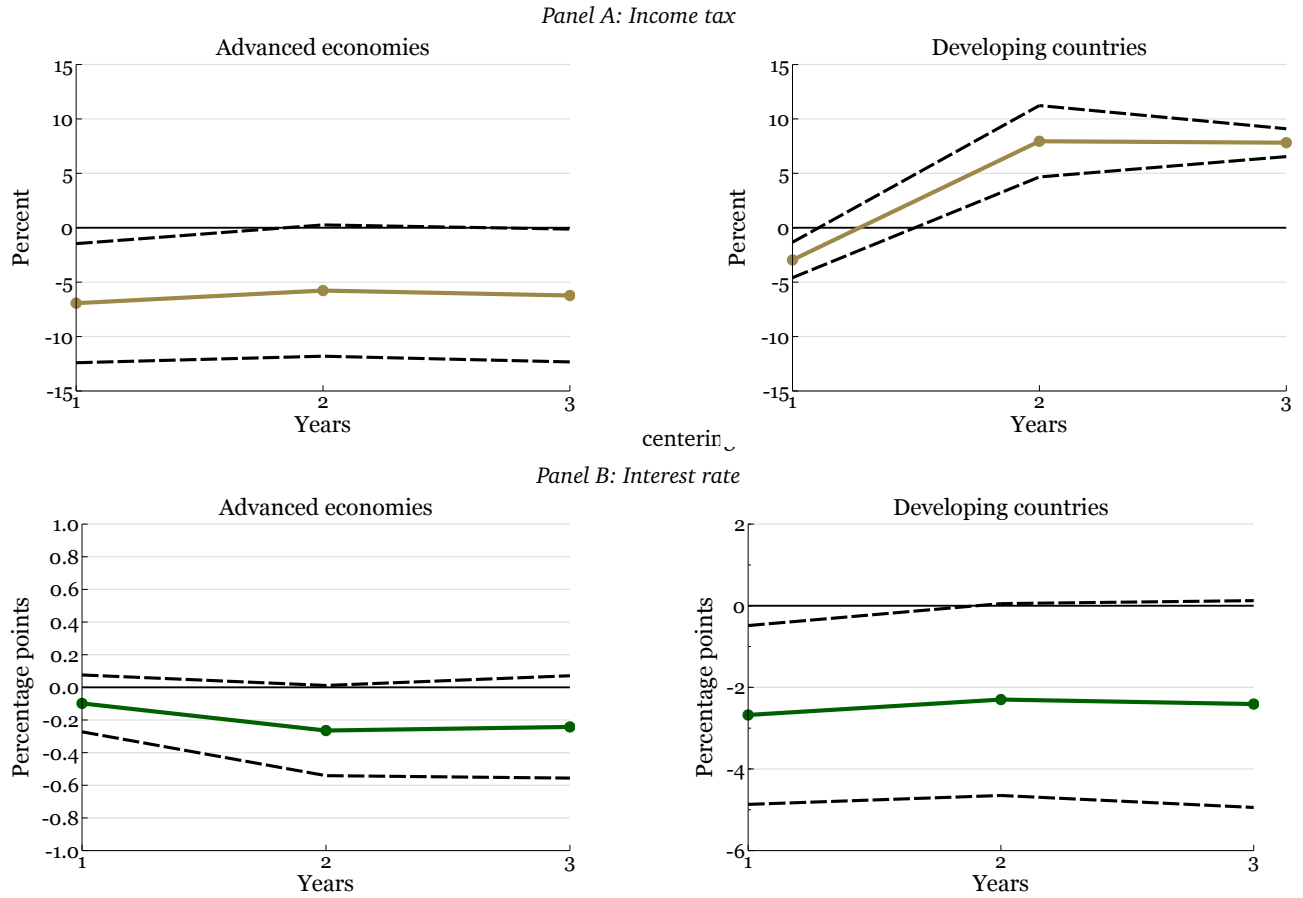 Panel A: Income tax
Advanced economies
15
10
5
0
-5
-10
-15
Percent
1 2 3
Years
Developing countries
15
10
5
0
-5
-10
-15
Percent
1 2 3
Years
Panel B: Interest rate
Advanced economies
1.0
0.8
0.6
0.4
0.2
0.0
-0.2
-0.4
-0.6
-0.8
-1.0
Percentage points
1 2 3
Years
Developing countries
2
0
-2
-4
-6
Percentage points
1 2 3
Years